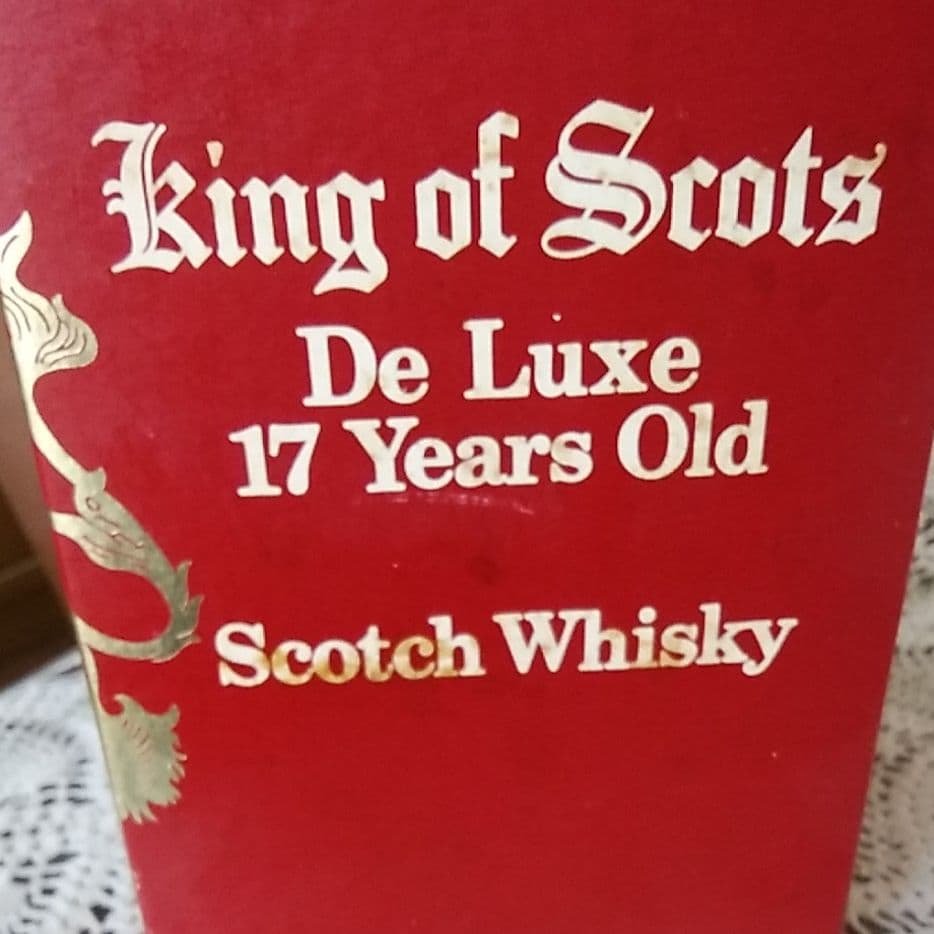 King of Scots
De Luxe
17 Years Old
Scotch Whisky